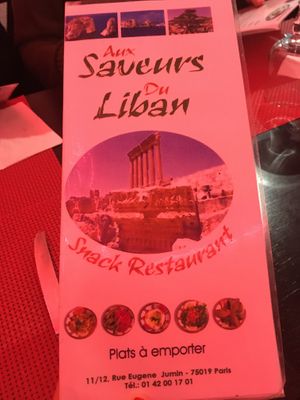 Aux
Saveurs
Du
Liban
Snack Restaurant
Plats à emporter
11/12, Rue Eugene Jumin - 75019 Paris
Tél.: 01 42 00 17 01